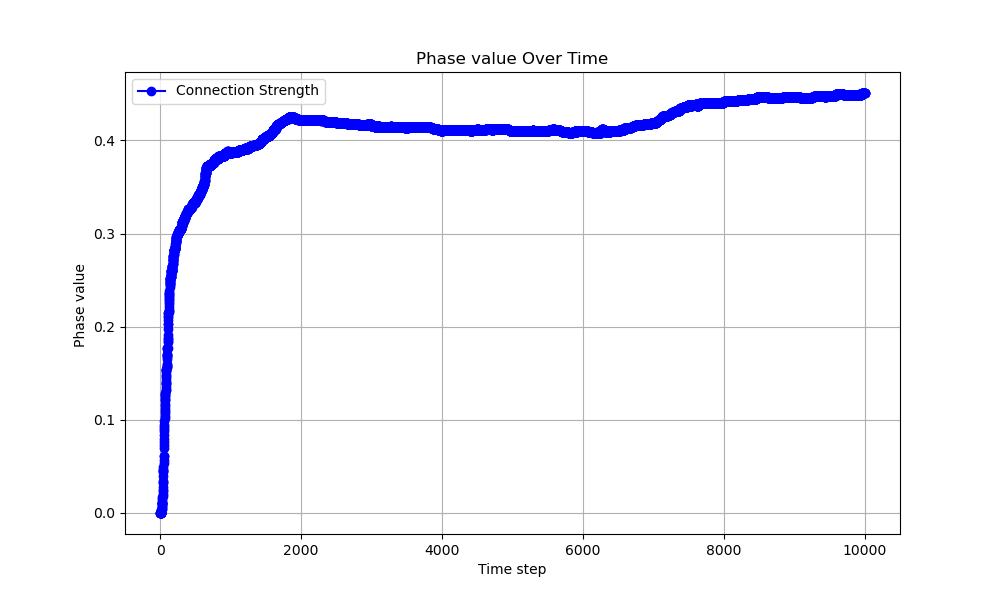 Phase value Over Time
Connection Strength
Phase value
0.4
0.3
0.2
0.1
0.0
0 2000 4000 6000 8000 10000
Time step